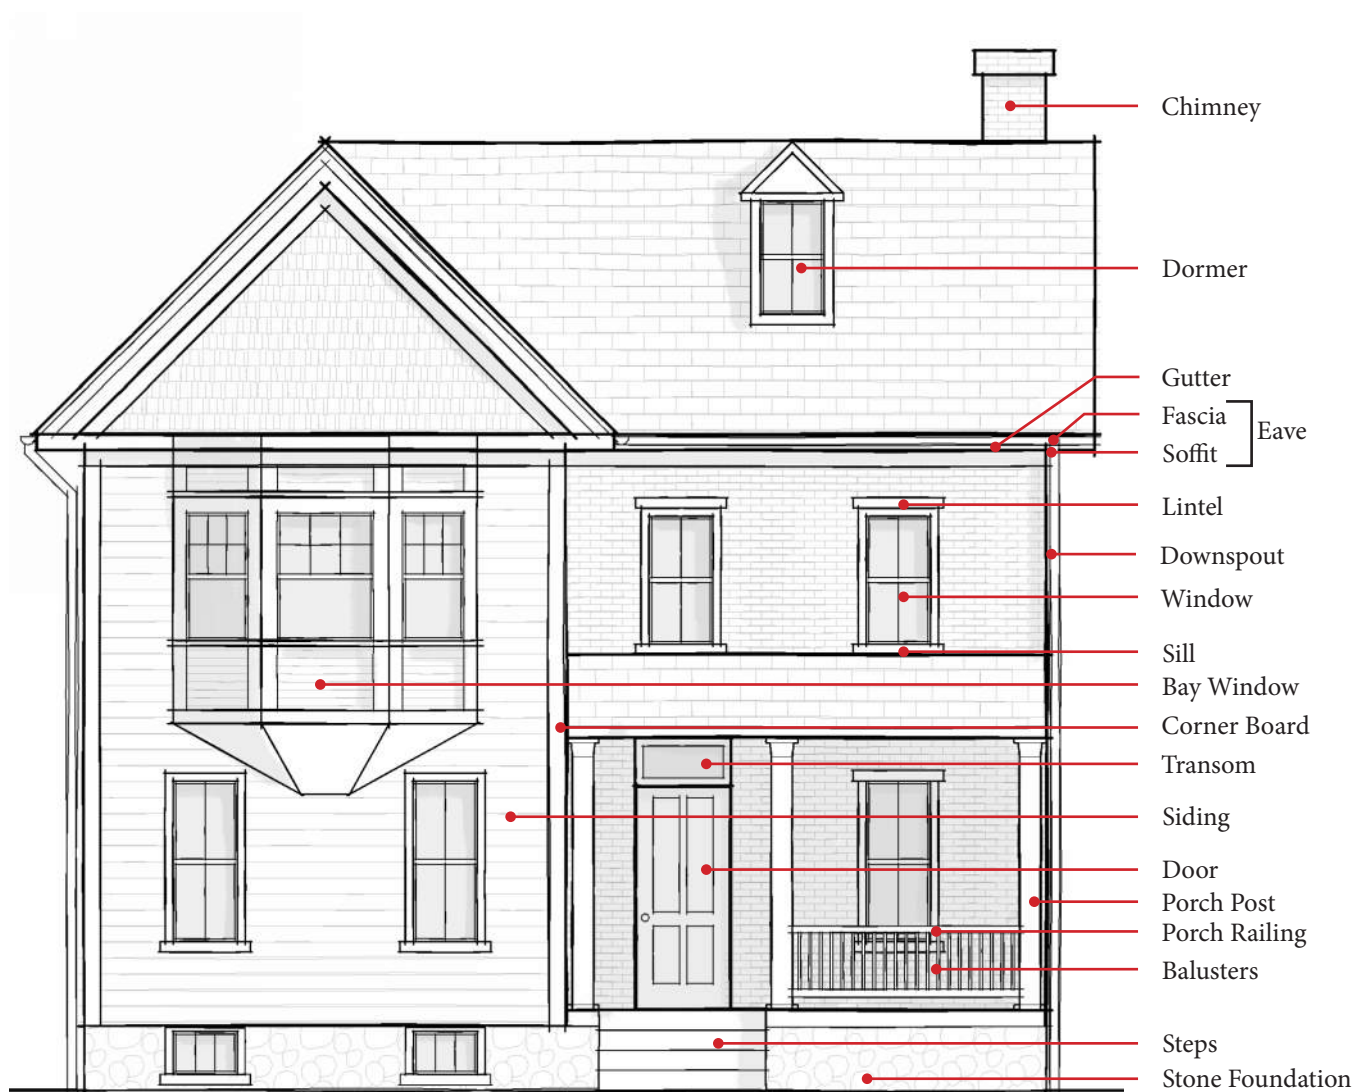 Chimney
Dormer
Gutter
Fascia
Eave
Soffit
Lintel
Downspout
Window
Sill
Bay Window
Corner Board
Transom
Siding
Door
Porch Post
Porch Railing
Balusters
Steps
Stone Foundation